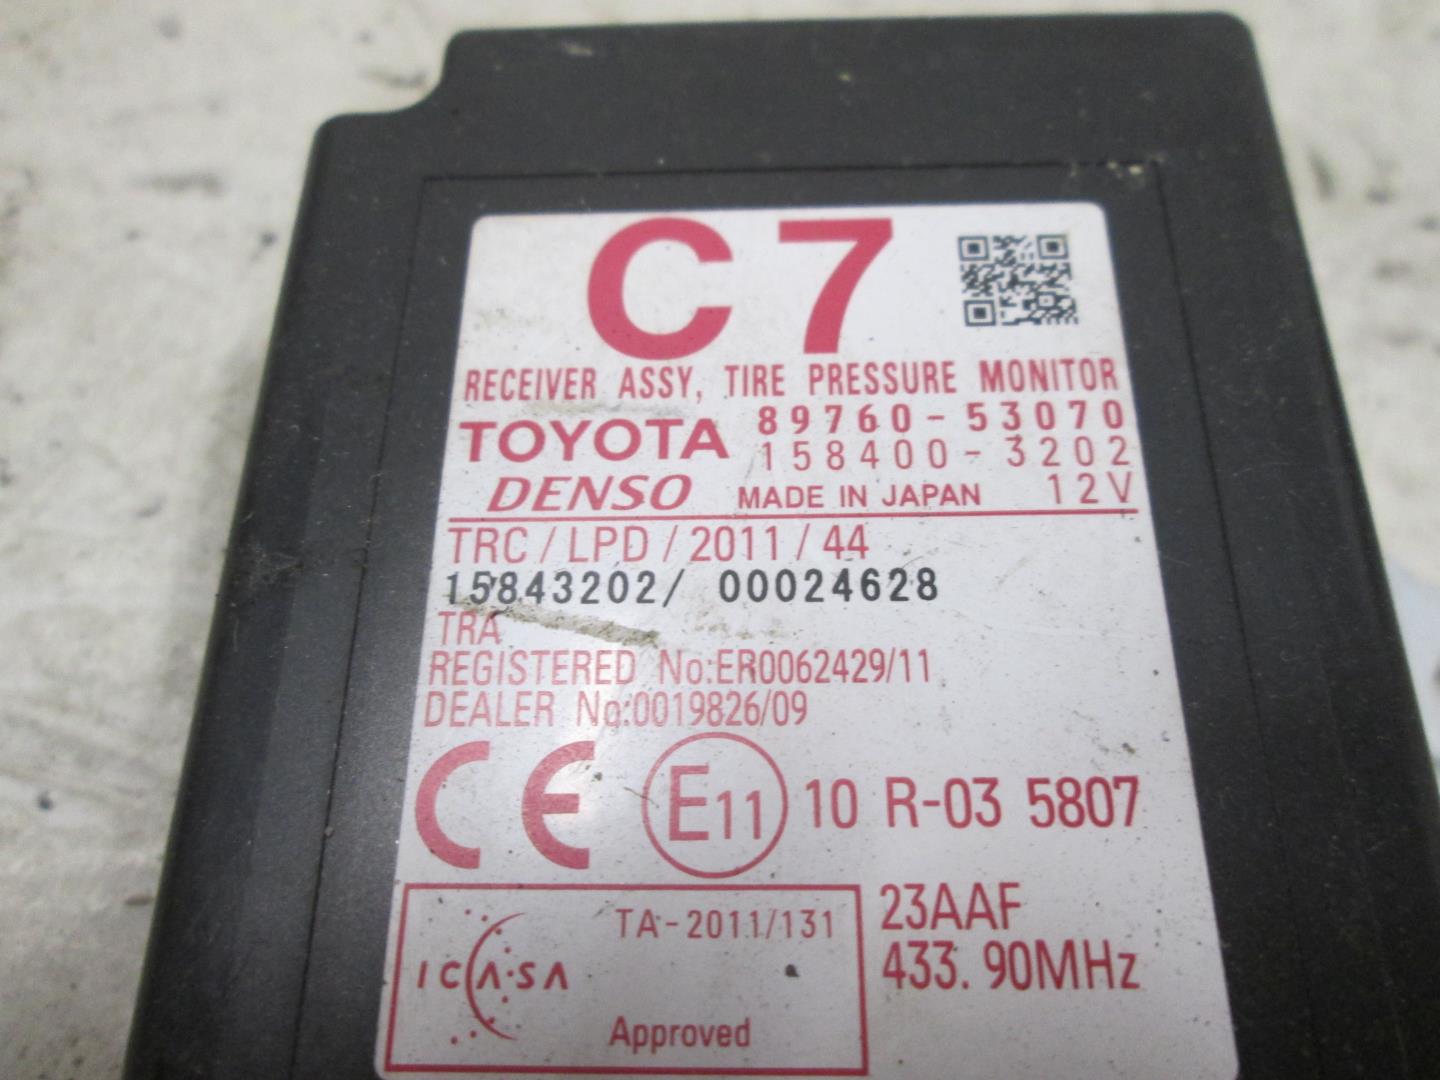 C7
RECEIVER ASSY, TIRE PRESSURE MONITOR
TOYOTA 89760-53070
158400-3202
DENSO MADE IN JAPAN 12V
TRC/LPD/2011/44
15843202/ 00024628
TRA
REGISTERED No:ER0062429/11
DEALER No:0019826/09
CE E11 10 R-03 5807
TA-2011/131
ICASA
Approved
23AAF
433.90MHz